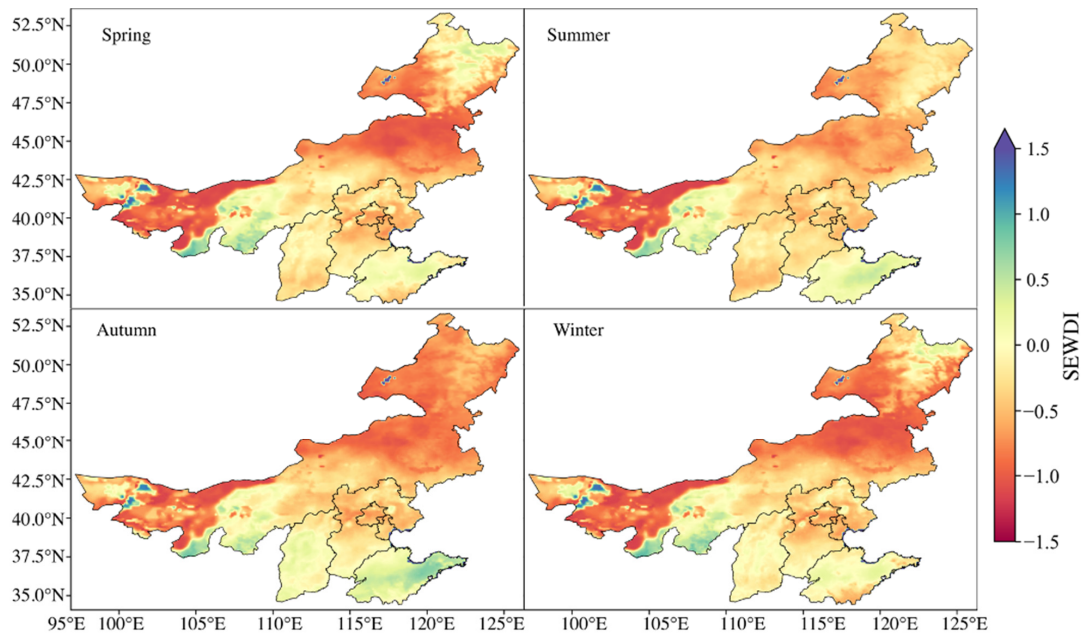 Spring
Summer
52.5°N
50.0°N
47.5°N
45.0°N
42.5°N
40.0°N
37.5°N
35.0°N
Autumn
Winter
52.5°N
50.0°N
47.5°N
45.0°N
42.5°N
40.0°N
37.5°N
35.0°N
95°E 100°E 105°E 110°E 115°E 120°E 125°E 100°E 105°E 110°E 115°E 120°E 125°E
1.5
1.0
0.5
0.0
−0.5
−1.0
−1.5
SEWDI